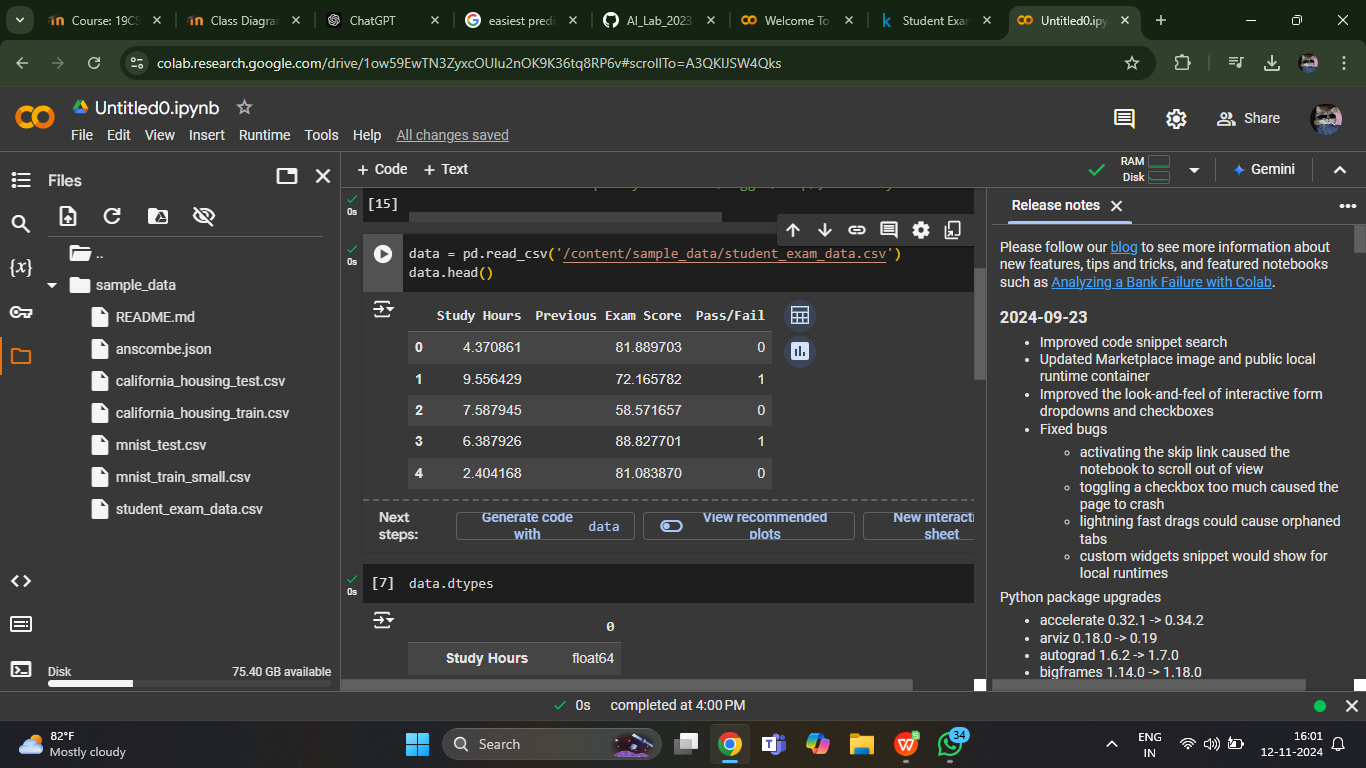 Course: 19CS
Class Diagran
ChatGPT
easiest predi
AI_Lab_2023
Welcome To
Student Exan
Untitled0.ipy
colab.research.google.com/drive/1ow59EwTN3ZyxcOUIu2nOK9K36tq8RP6v#scrollTo=A3QKIJSW4Qks
Untitled0.ipynb
File Edit View Insert Runtime Tools Help All changes saved
Share
Files
+ Code + Text
RAM
Disk
Gemini
..
sample_data
README.md
anscombe.json
california_housing_test.csv
california_housing_train.csv
mnist_test.csv
mnist_train_small.csv
student_exam_data.csv
Disk 75.40 GB available
0s
[15]
0s
data = pd.read_csv('/content/sample_data/student_exam_data.csv')
data.head()
Study Hours Previous Exam Score Pass/Fail
0 4.370861 81.889703 0
1 9.556429 72.165782 1
2 7.587945 58.571657 0
3 6.387926 88.827701 1
4 2.404168 81.083870 0
Next
steps:
Generate code
with data
View recommended
plots
New interacti
sheet
0s
[7] data.dtypes
0
Study Hours float64
Release notes
Please follow our blog to see more information about
new features, tips and tricks, and featured notebooks
such as Analyzing a Bank Failure with Colab.
2024-09-23
• Improved code snippet search
• Updated Marketplace image and public local
runtime container
• Improved the look-and-feel of interactive form
dropdowns and checkboxes
• Fixed bugs
activating the skip link caused the
notebook to scroll out of view
toggling a checkbox too much caused the
page to crash
lightning fast drags could cause orphaned
tabs
custom widgets snippet would show for
local runtimes
Python package upgrades
• accelerate 0.32.1 -> 0.34.2
• arviz 0.18.0 -> 0.19
• autograd 1.6.2 -> 1.7.0
• bigframes 1.14.0 -> 1.18.0
0s completed at 4:00 PM
82°F
Mostly cloudy
Search
34
ENG
IN
16:01
12-11-2024